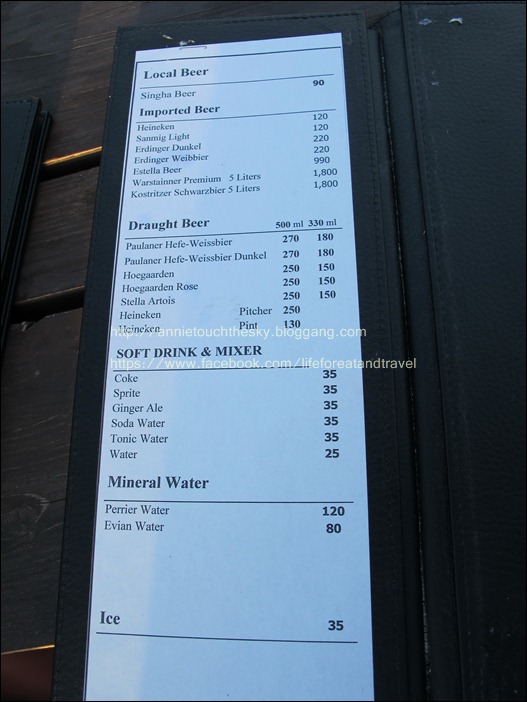 Local Beer
Singha Beer 90
Imported Beer
Heineken 120
Sanmig Light 120
Erdinger Dunkel 220
Erdinger Weibbier 220
Estella Beer 990
Warstainner Premium 5 Liters 1,800
Kostritzer Schwarzbier 5 Liters 1,800
Draught Beer 500 ml 330 ml
Paulaner Hefe-Weissbier 270 180
Paulaner Hefe-Weissbier Dunkel 270 180
Hoegaarden 250 150
Hoegaarden Rose 250 150
Stella Artois 250 150
Heineken Pitcher 250
Heineken Pint 130
http://annietouchthesky.bloggang.com
SOFT DRINK & MIXER
https://www.facebook.com/lifeforeatandtravel
Coke 35
Sprite 35
Ginger Ale 35
Soda Water 35
Tonic Water 35
Water 25
Mineral Water
Perrier Water 120
Evian Water 80
Ice 35